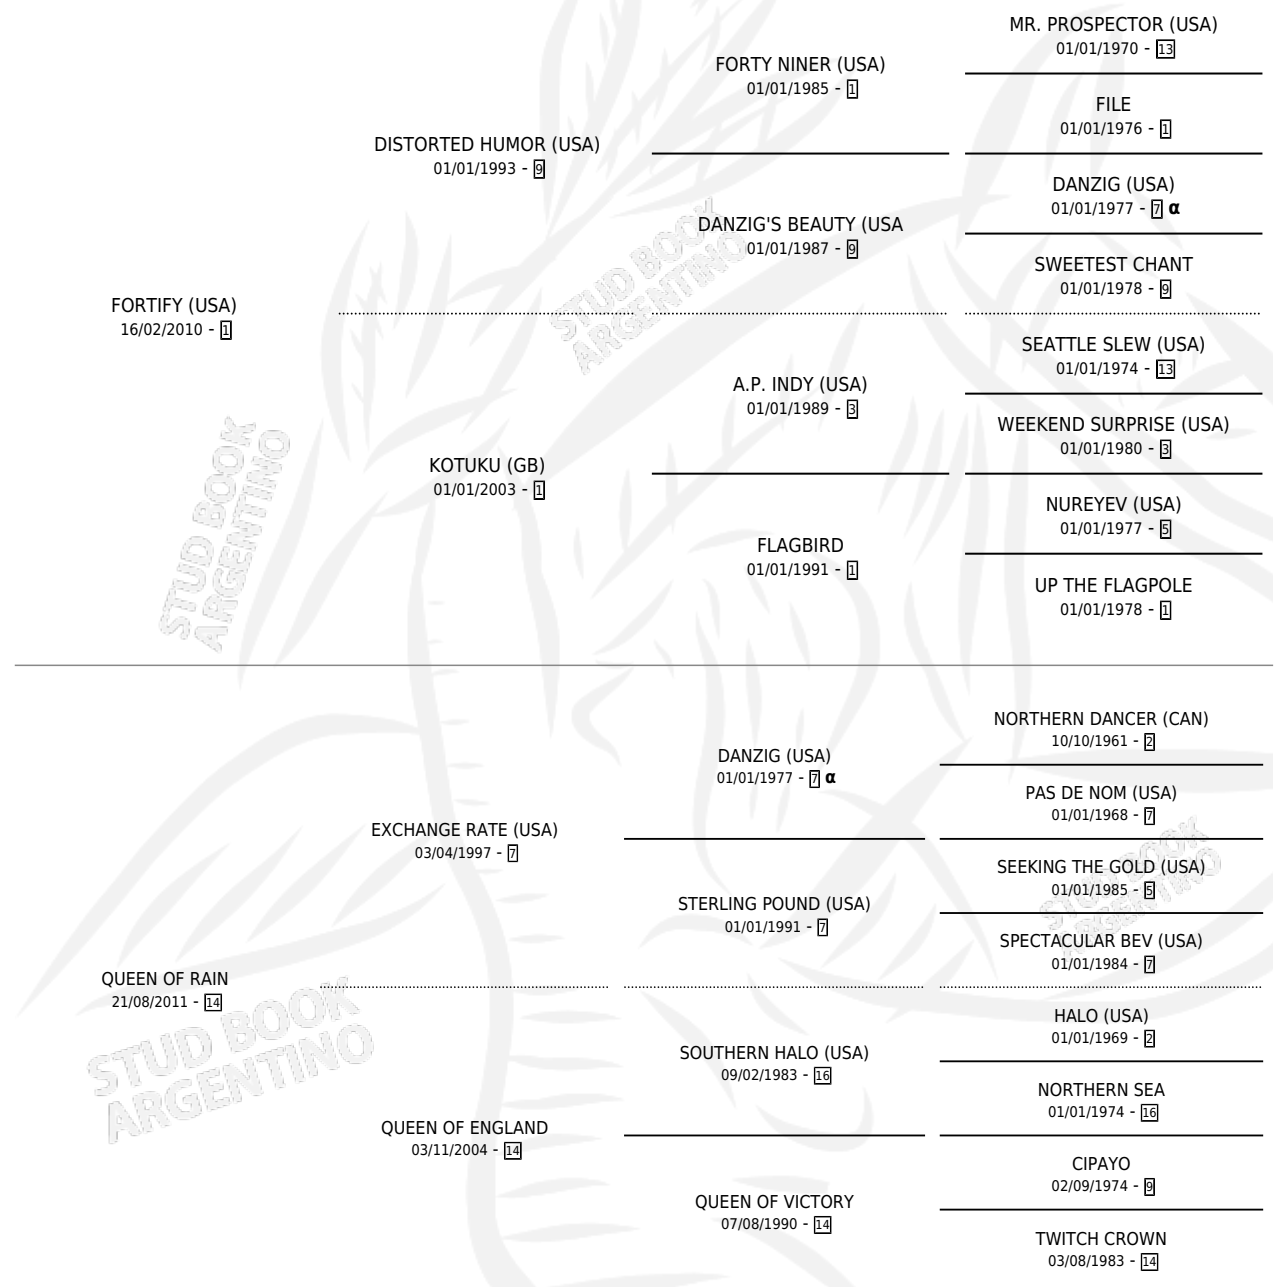 MR. PROSPECTOR (USA)
01/01/1970 - 13
FORTY NINER (USA)
01/01/1985 - 1
FILE
01/01/1976 - 1
DISTORTED HUMOR (USA)
01/01/1993 - 9
DANZIG (USA)
01/01/1977 - 7 α
DANZIG'S BEAUTY (USA
01/01/1987 - 9
SWEETEST CHANT
01/01/1978 - 9
STUD BOOK
ARGENTINO
FORTIFY (USA)
16/02/2010 - 1
SEATTLE SLEW (USA)
01/01/1974 - 13
A.P. INDY (USA)
01/01/1989 - 3
WEEKEND SURPRISE (USA)
01/01/1980 - 3
KOTUKU (GB)
01/01/2003 - 1
NUREYEV (USA)
01/01/1977 - 5
FLAGBIRD
01/01/1991 - 1
UP THE FLAGPOLE
01/01/1978 - 1
STUD BOOK
ARGENTINO
NORTHERN DANCER (CAN)
10/10/1961 - 2
DANZIG (USA)
01/01/1977 - 7 α
PAS DE NOM (USA)
01/01/1968 - 7
EXCHANGE RATE (USA)
03/04/1997 - 7
SEEKING THE GOLD (USA)
01/01/1985 - 5
STERLING POUND (USA)
01/01/1991 - 7
SPECTACULAR BEV (USA)
01/01/1984 - 7
STUD BOOK
ARGENTINO
QUEEN OF RAIN
21/08/2011 - 14
HALO (USA)
01/01/1969 - 2
SOUTHERN HALO (USA)
09/02/1983 - 16
NORTHERN SEA
01/01/1974 - 16
QUEEN OF ENGLAND
03/11/2004 - 14
CIPAYO
02/09/1974 - 9
QUEEN OF VICTORY
07/08/1990 - 14
TWITCH CROWN
03/08/1983 - 14
STUD BOOK
ARGENTINO